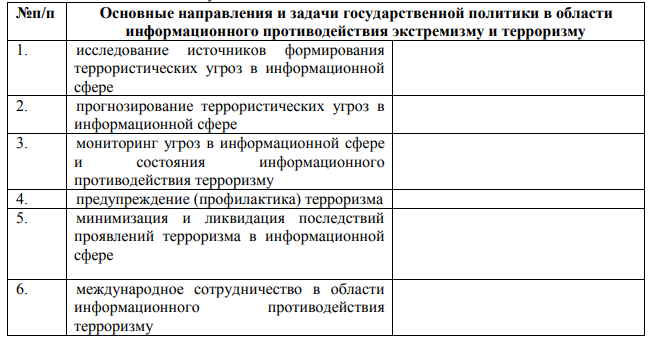 №п/п Основные направления и задачи государственной политики в области
информационного противодействия экстремизму и терроризму
1. исследование источников формирования
террористических угроз в информационной
сфере
2. прогнозирование террористических угроз в
информационной сфере
3. мониторинг угроз в информационной сфере
и состояния информационного
противодействия терроризму
4. предупреждение (профилактика) терроризма
5. минимизация и ликвидация последствий
проявлений терроризма в информационной
сфере
6. международное сотрудничество в области
информационного противодействия
терроризму